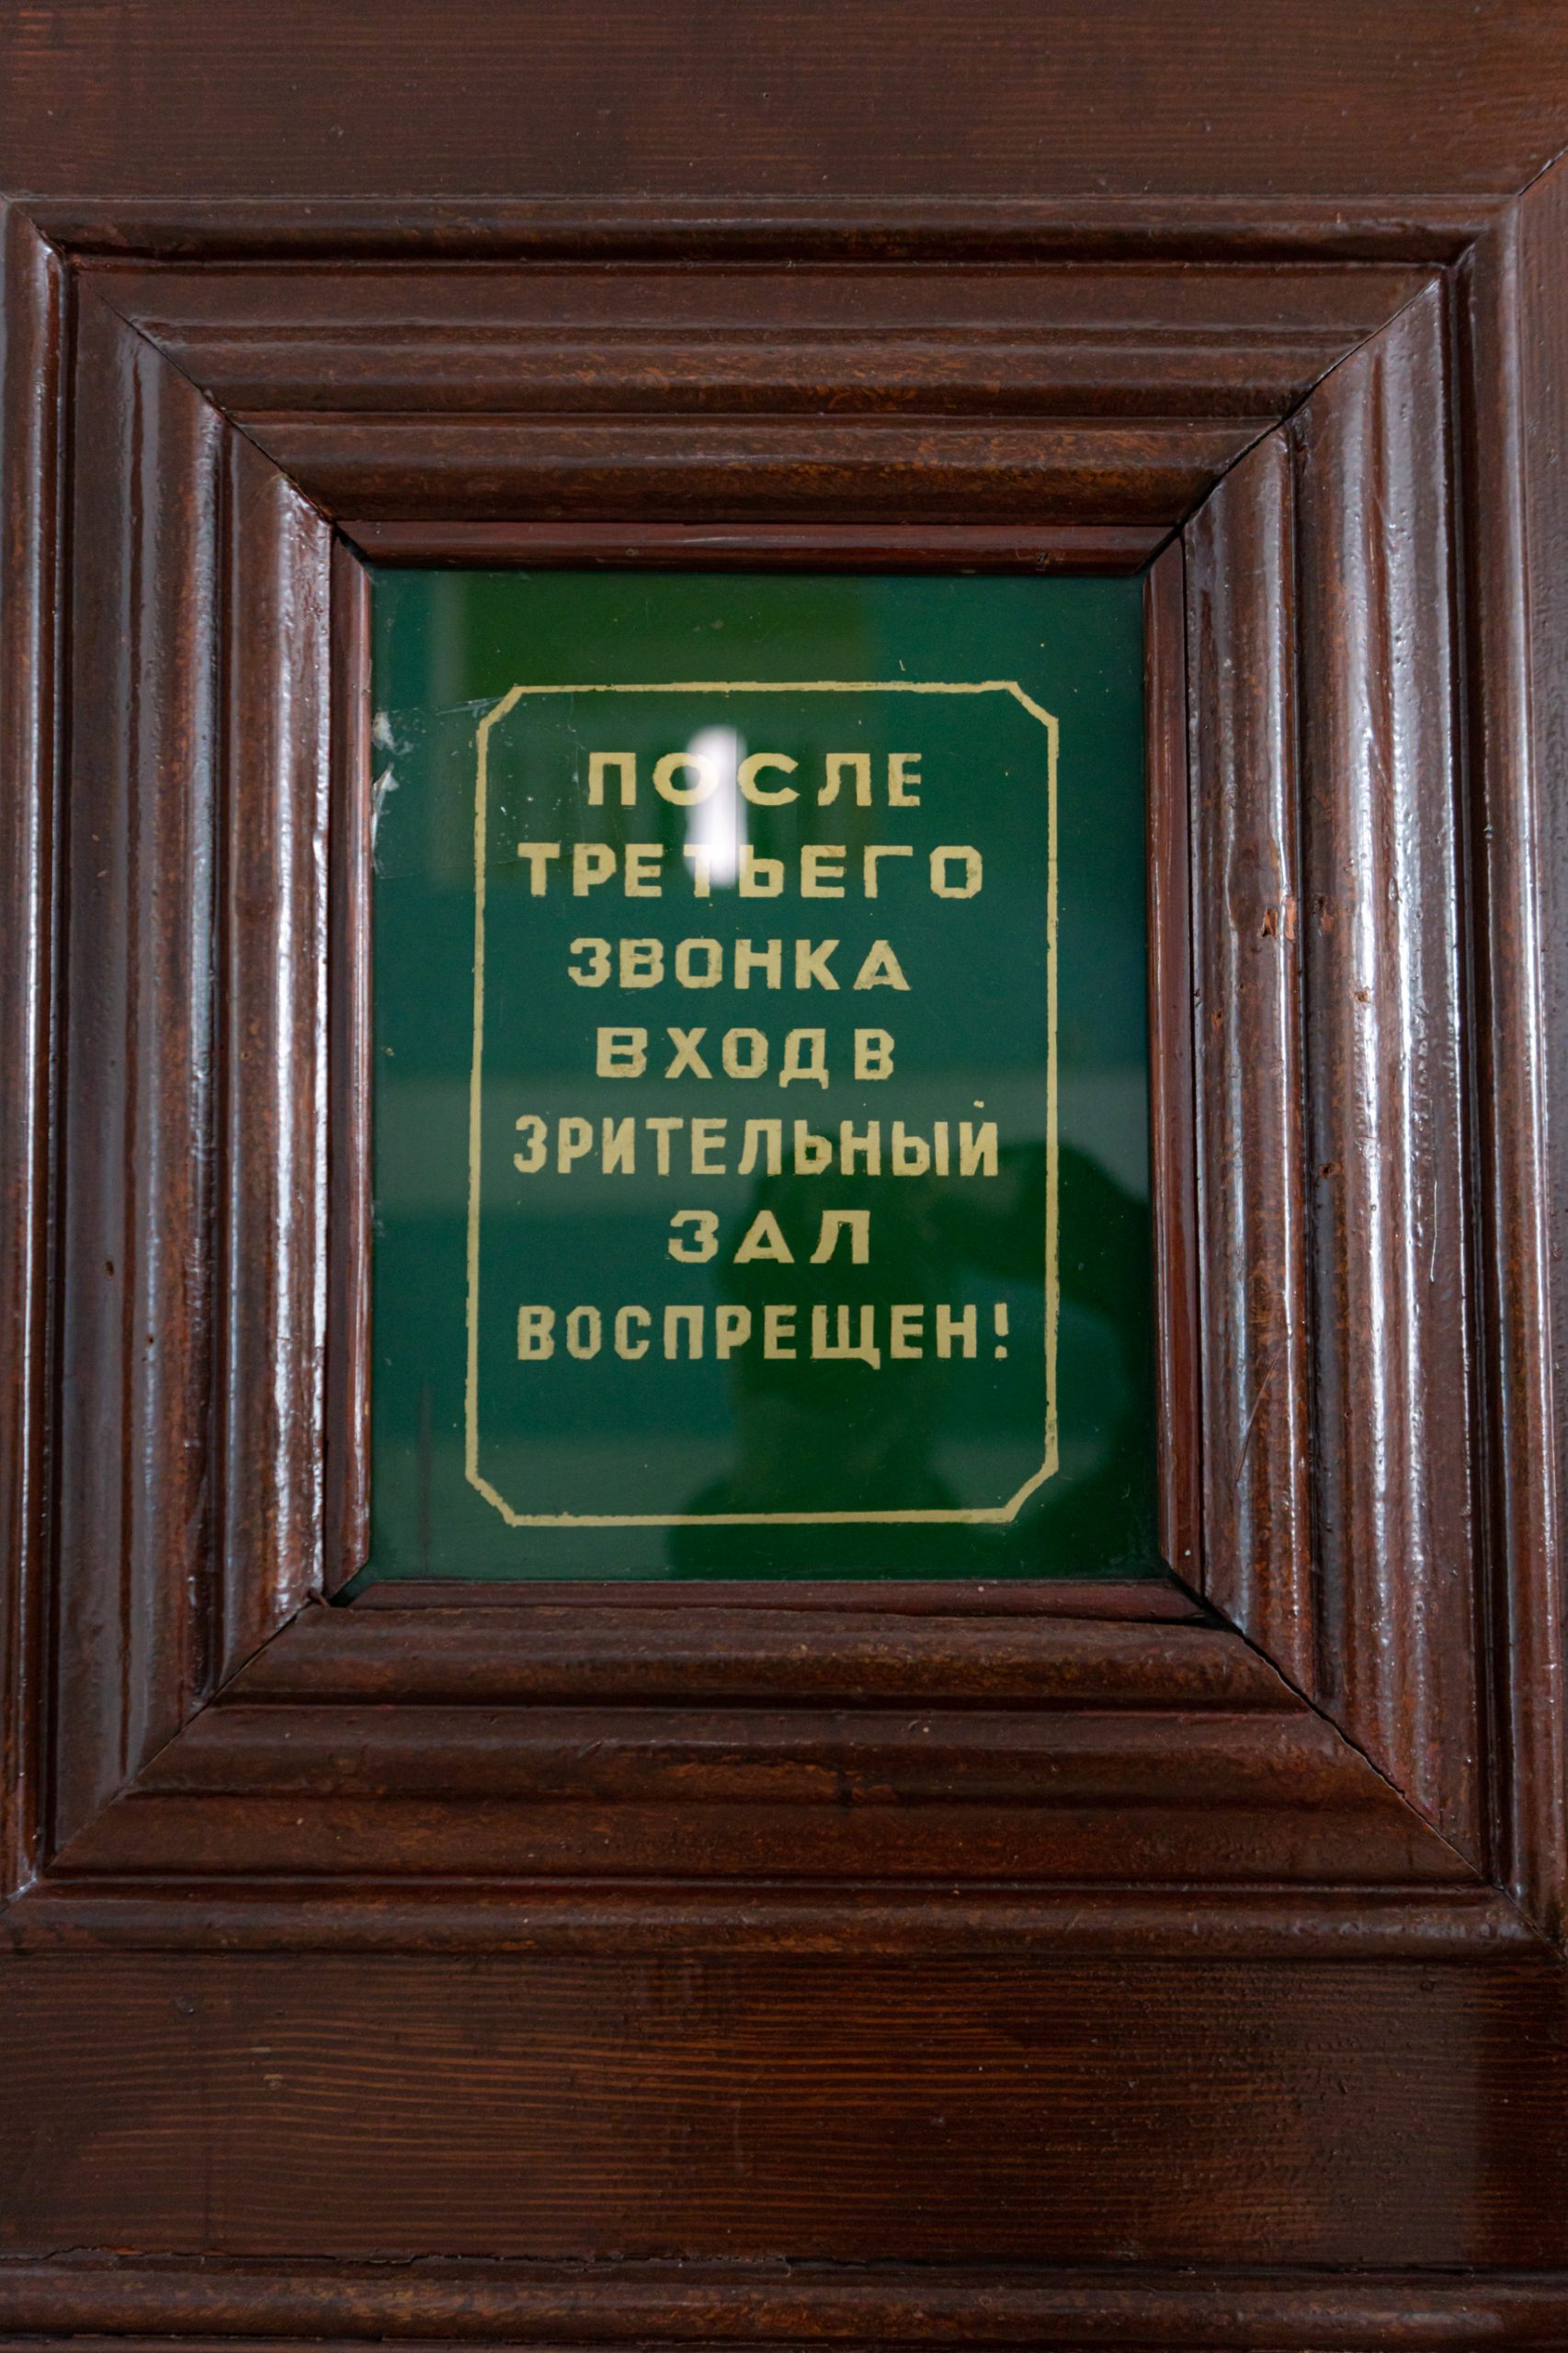 ПОСЛЕ
ТРЕТЬЕГО
ЗВОНКА
ВХОД В
ЗРИТЕЛЬНЫЙ
ЗАЛ
ВОСПРЕЩЕН!